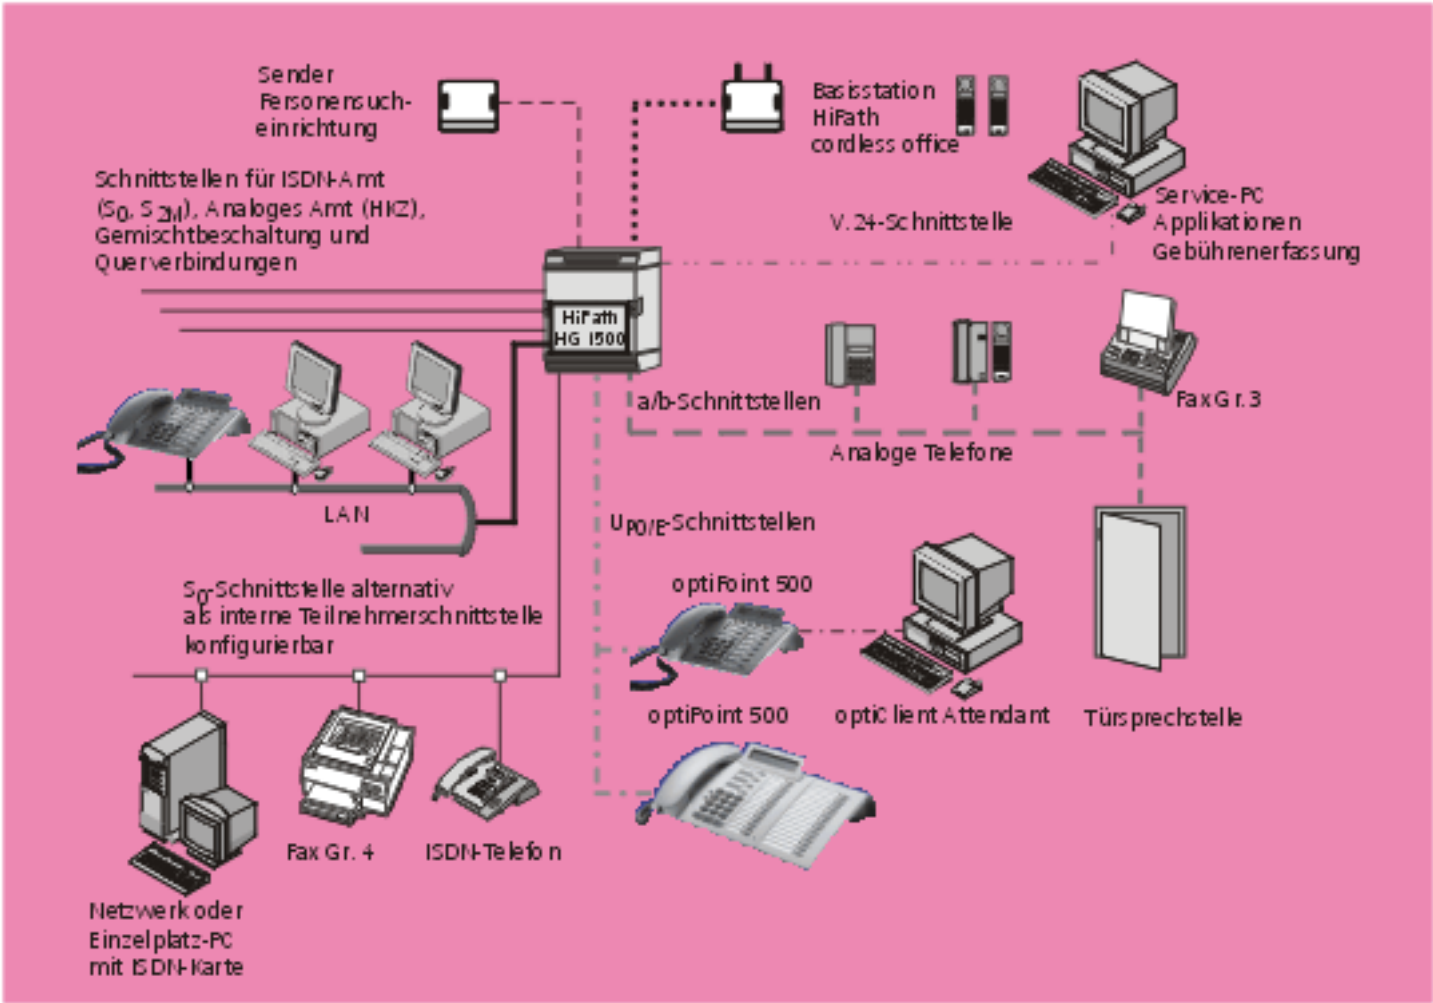 Sender
Personensuch-
einrichtung
Basisstation
HiPath
cordless office
Schnittstellen für ISDN-Amt
(S0, S2M), Analoges Amt (HKZ),
Gemischtbeschaltung und
Querverbindungen
V.24-Schnittstelle
Service-PC
Applikationen
Gebührenerfassung
HiPath
HG 1500
a/b-Schnittstellen
Fax Gr. 3
Analoge Telefone
LAN
UP0/E-Schnittstellen
S0-Schnittstelle alternativ
als interne Teilnehmerschnittstelle
konfigurierbar
optiPoint 500
optiPoint 500
optiClient Attendant
Türsprechstelle
Fax Gr. 4
ISDN-Telefon
Netzwerk oder
Einzelplatz-PC
mit ISDN-Karte